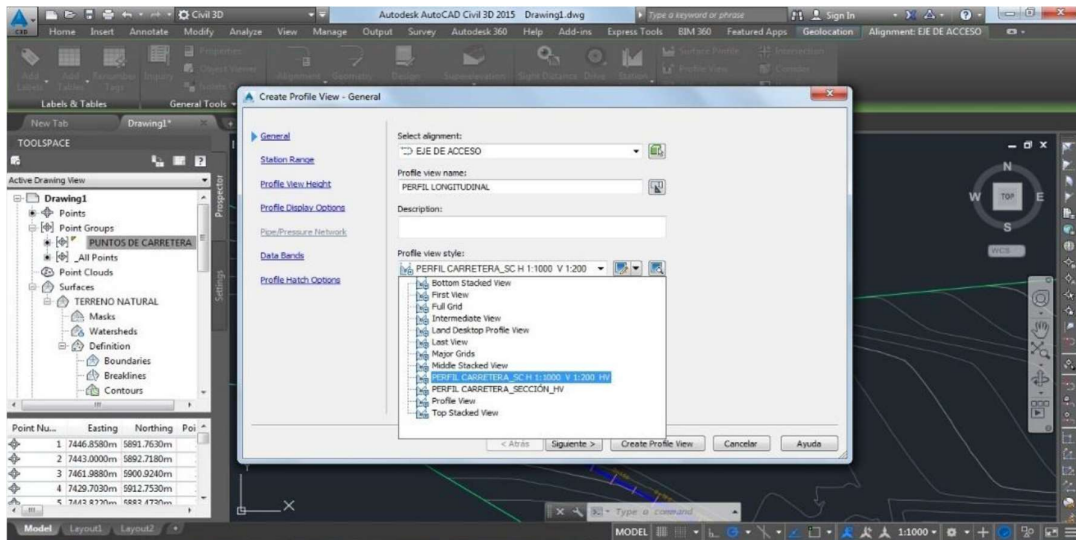 Civil 3D
Autodesk AutoCAD Civil 3D 2015 Drawing1.dwg
Type a keyword or phrase
Sign In
Home Insert Annotate Modify Analyze View Manage Output Survey Autodesk 360 Help Add-ins Express Tools BIM 360 Featured Apps Geolocation Alignment: EJE DE ACCESO
Labels & Tables
General Tools
New Tab
Drawing1*
TOOLSPACE
Active Drawing View
Drawing1
Points
Point Groups
PUNTOS DE CARRETERA
_All Points
Point Clouds
Surfaces
TERRENO NATURAL
Masks
Watersheds
Definition
Boundaries
Breaklines
Contours
Prospector
Settings
Point Nu... Easting Northing Poi
1 7446.8580m 5891.7630m
2 7443.0000m 5892.7180m
3 7461.9880m 5900.9240m
4 7429.7030m 5912.7530m
5 7443.8220m 5883.4730m
Create Profile View - General
General
Station Range
Profile View Height
Profile Display Options
Pipe/Pressure Network
Data Bands
Profile Hatch Options
Select alignment:
EJE DE ACCESO
Profile view name:
PERFIL LONGITUDINAL
Description:
Profile view style:
PERFIL CARRETERA_SC H 1:1000 V 1:200
Bottom Stacked View
First View
Full Grid
Intermediate View
Land Desktop Profile View
Last View
Major Grids
Middle Stacked View
PERFIL CARRETERA_SC H 1:1000 V 1:200 HV
PERFIL CARRETERA_SECCIÓN_HV
Profile View
Top Stacked View
< Atrás
Siguiente >
Create Profile View
Cancelar
Ayuda
N
W TOP E
S
WCS
Type a command
Model Layout1 Layout2
MODEL
1:1000